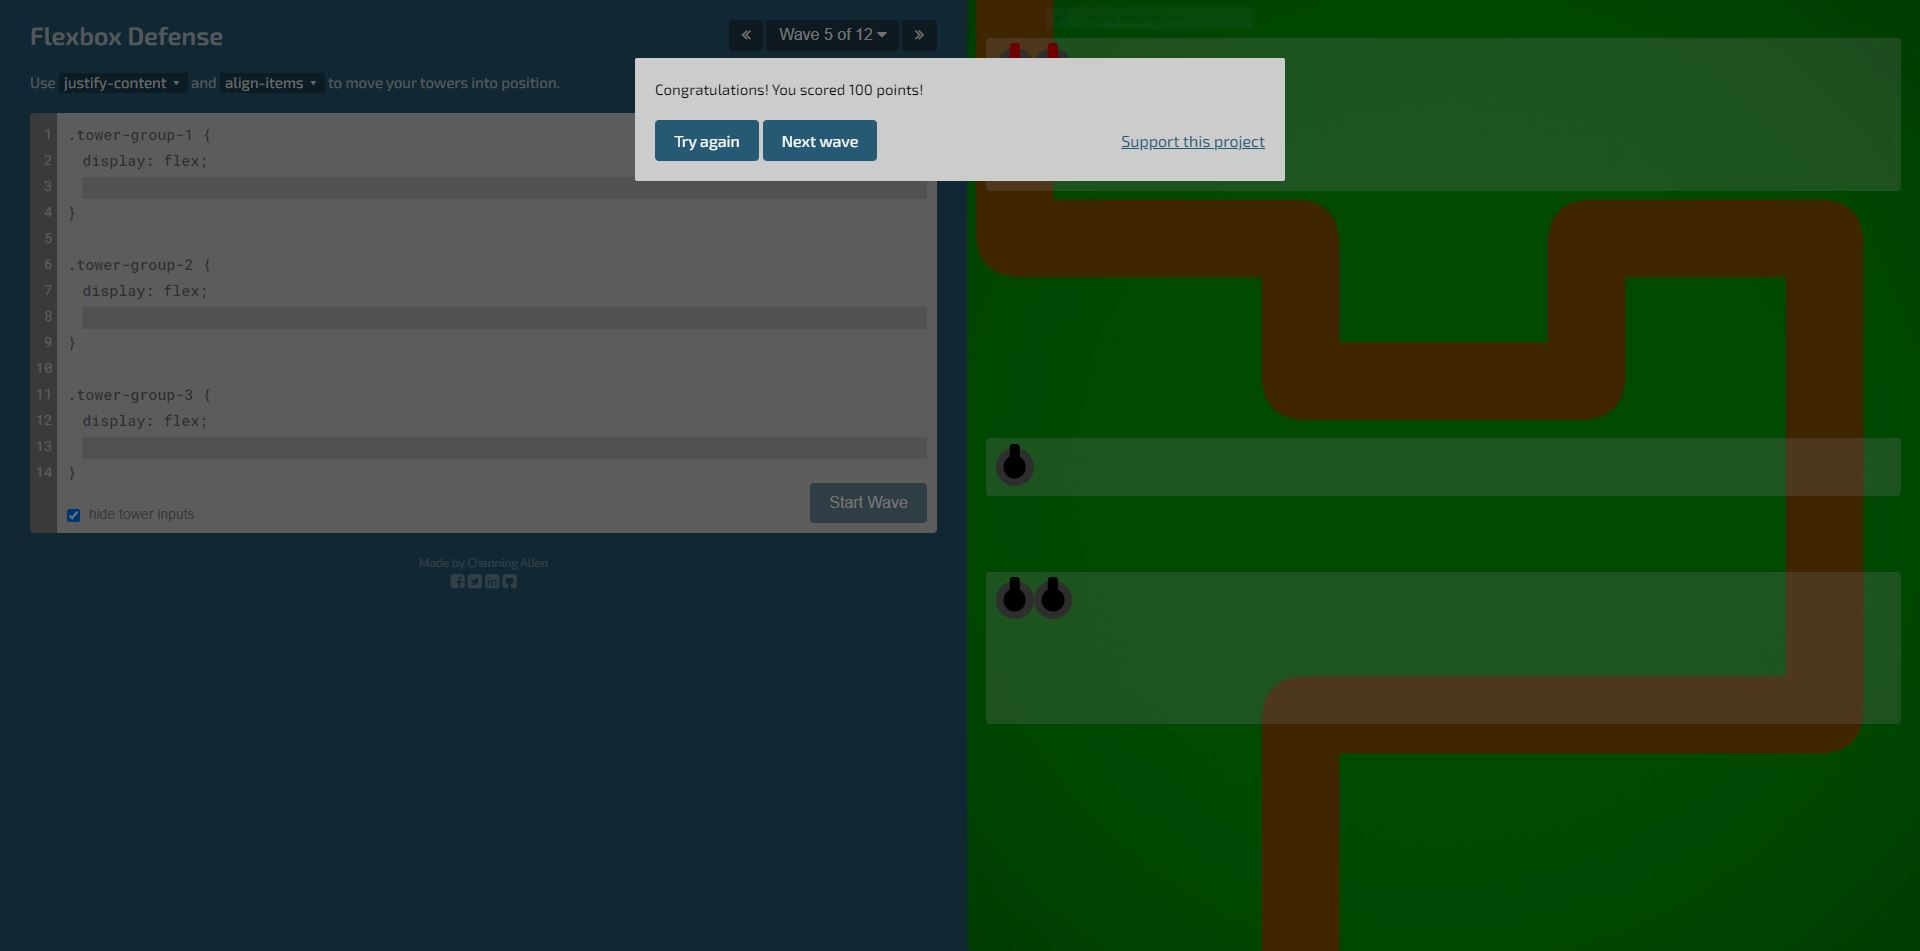 Flexbox Defense
« Wave 5 of 12 »
Use justify-content and align-items to move your towers into position.
Cattura rettangolare
Congratulations! You scored 100 points!
Try again Next wave Support this project
1 .tower-group-1 {
2 display: flex;
3
4 }
5
6 .tower-group-2 {
7 display: flex;
8
9 }
10
11 .tower-group-3 {
12 display: flex;
13
14 }
hide tower inputs
Start Wave
Made by Channing Allen